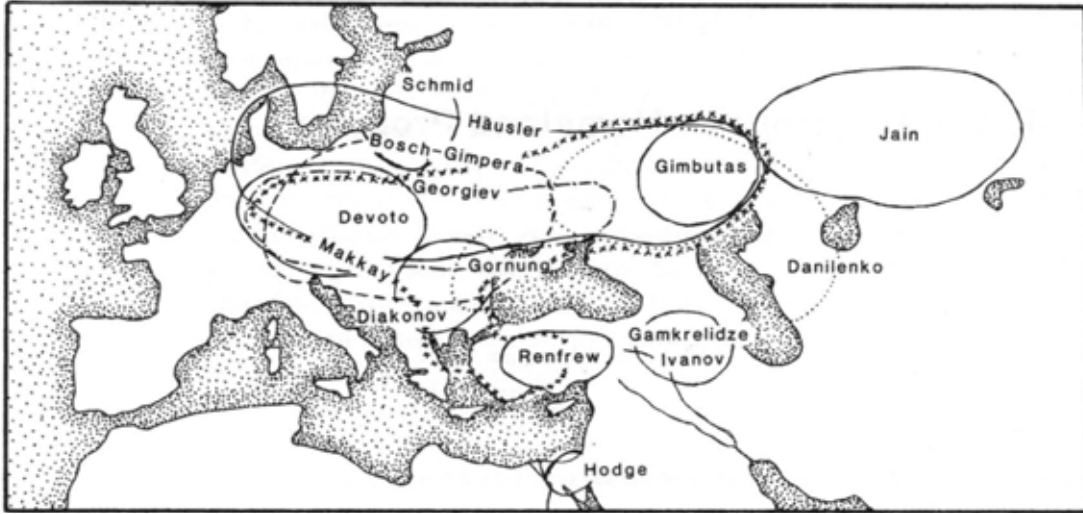 Schmid
Häusler
Jain
Bosch-Gimpera
Gimbutas
Georgiev
Devoto
Makkay
Gornung
Danilenko
Diakonov
Gamkrelidze
Ivanov
Renfrew
Hodge